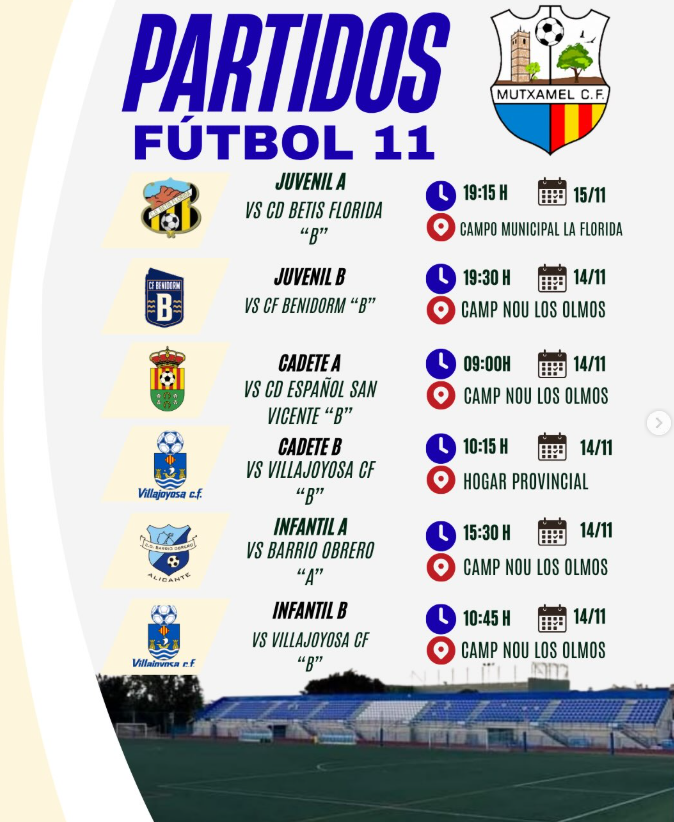 PARTIDOS
FÚTBOL 11
MUTXAMEL C.F.
JUVENIL A
VS CD BETIS FLORIDA
“B”
19:15 H
15/11
CAMPO MUNICIPAL LA FLORIDA
CF BENIDORM
B
JUVENIL B
VS CF BENIDORM “B”
19:30 H
14/11
CAMP NOU LOS OLMOS
CADETE A
VS CD ESPAÑOL SAN
VICENTE “B”
09:00H
14/11
CAMP NOU LOS OLMOS
Villajoyosa c.f.
CADETE B
VS VILLAJOYOSA CF
“B”
10:15 H
14/11
HOGAR PROVINCIAL
C.D. BARRIO OBRERO
ALICANTE
INFANTIL A
VS BARRIO OBRERO
“A”
15:30 H
14/11
CAMP NOU LOS OLMOS
Villajoyosa c.f.
INFANTIL B
VS VILLAJOYOSA CF
“B”
10:45 H
14/11
CAMP NOU LOS OLMOS